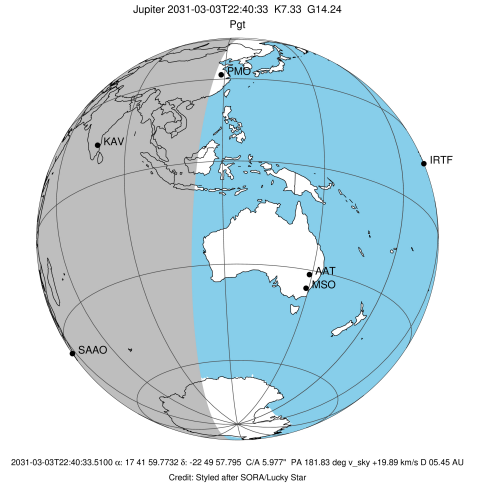 Jupiter 2031-03-03T22:40:33 K7.33 G14.24
Pgt
PMO
KAV
IRTF
AAT
MSO
SAAO
2031-03-03T22:40:33.5100 α: 17 41 59.7732 δ: -22 49 57.795 C/A 5.977" PA 181.83 deg v_sky +19.89 km/s D 05.45 AU
Credit: Styled after SORA/Lucky Star